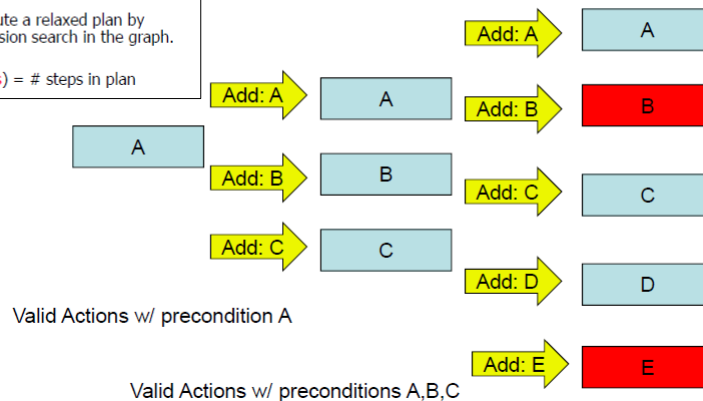 ute a relaxed plan by
sion search in the graph.
) = # steps in plan
Add: A
A
Add: A
A
Add: B
B
A
Add: B
B
Add: C
C
Add: C
C
Add: D
D
Valid Actions w/ precondition A
Add: E
E
Valid Actions w/ preconditions A,B,C